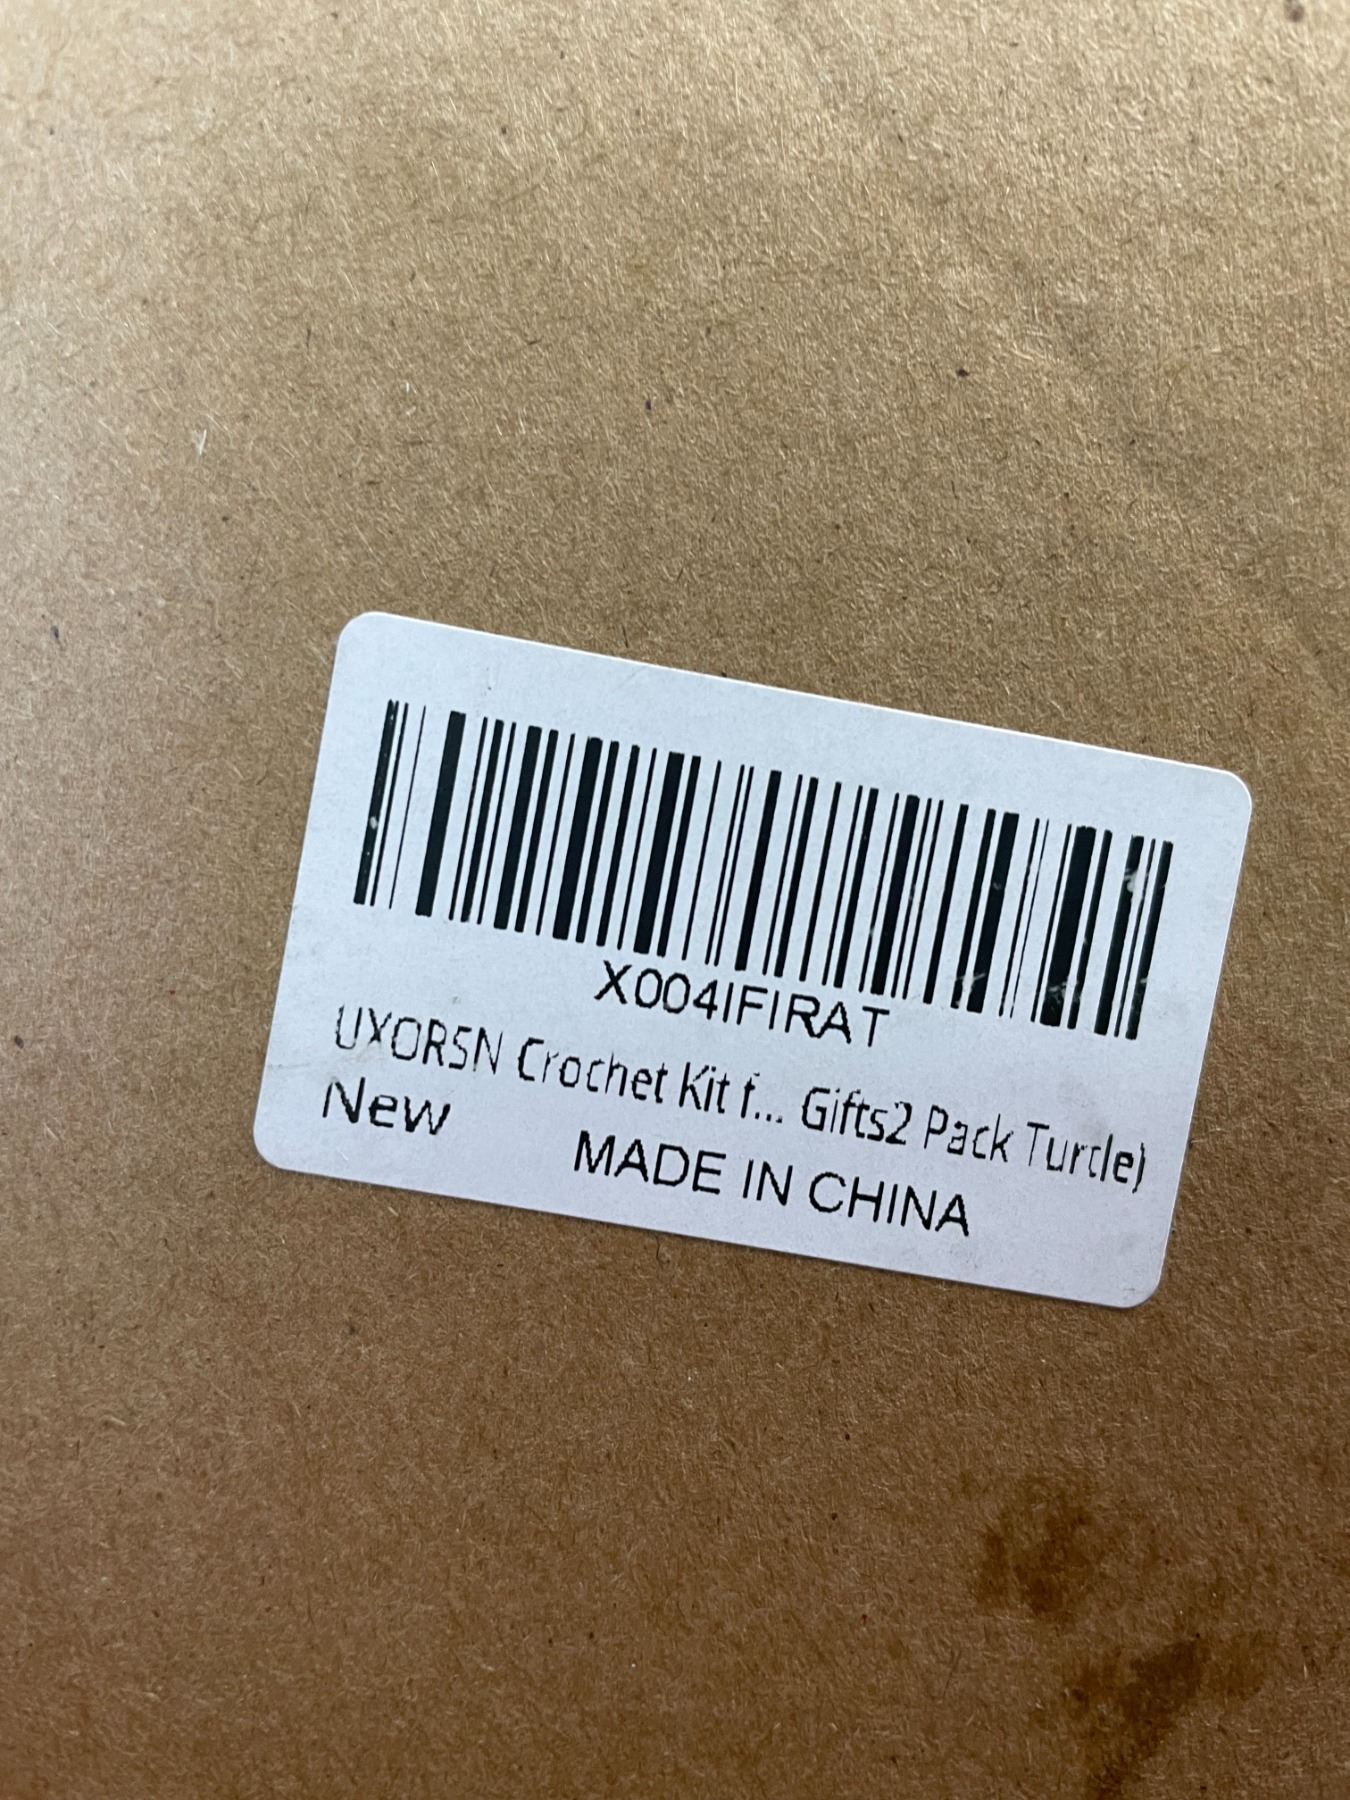 X004IFIRAT
UXORSN Crochet Kit f... Gifts2 Pack Turtle)
New
MADE IN CHINA